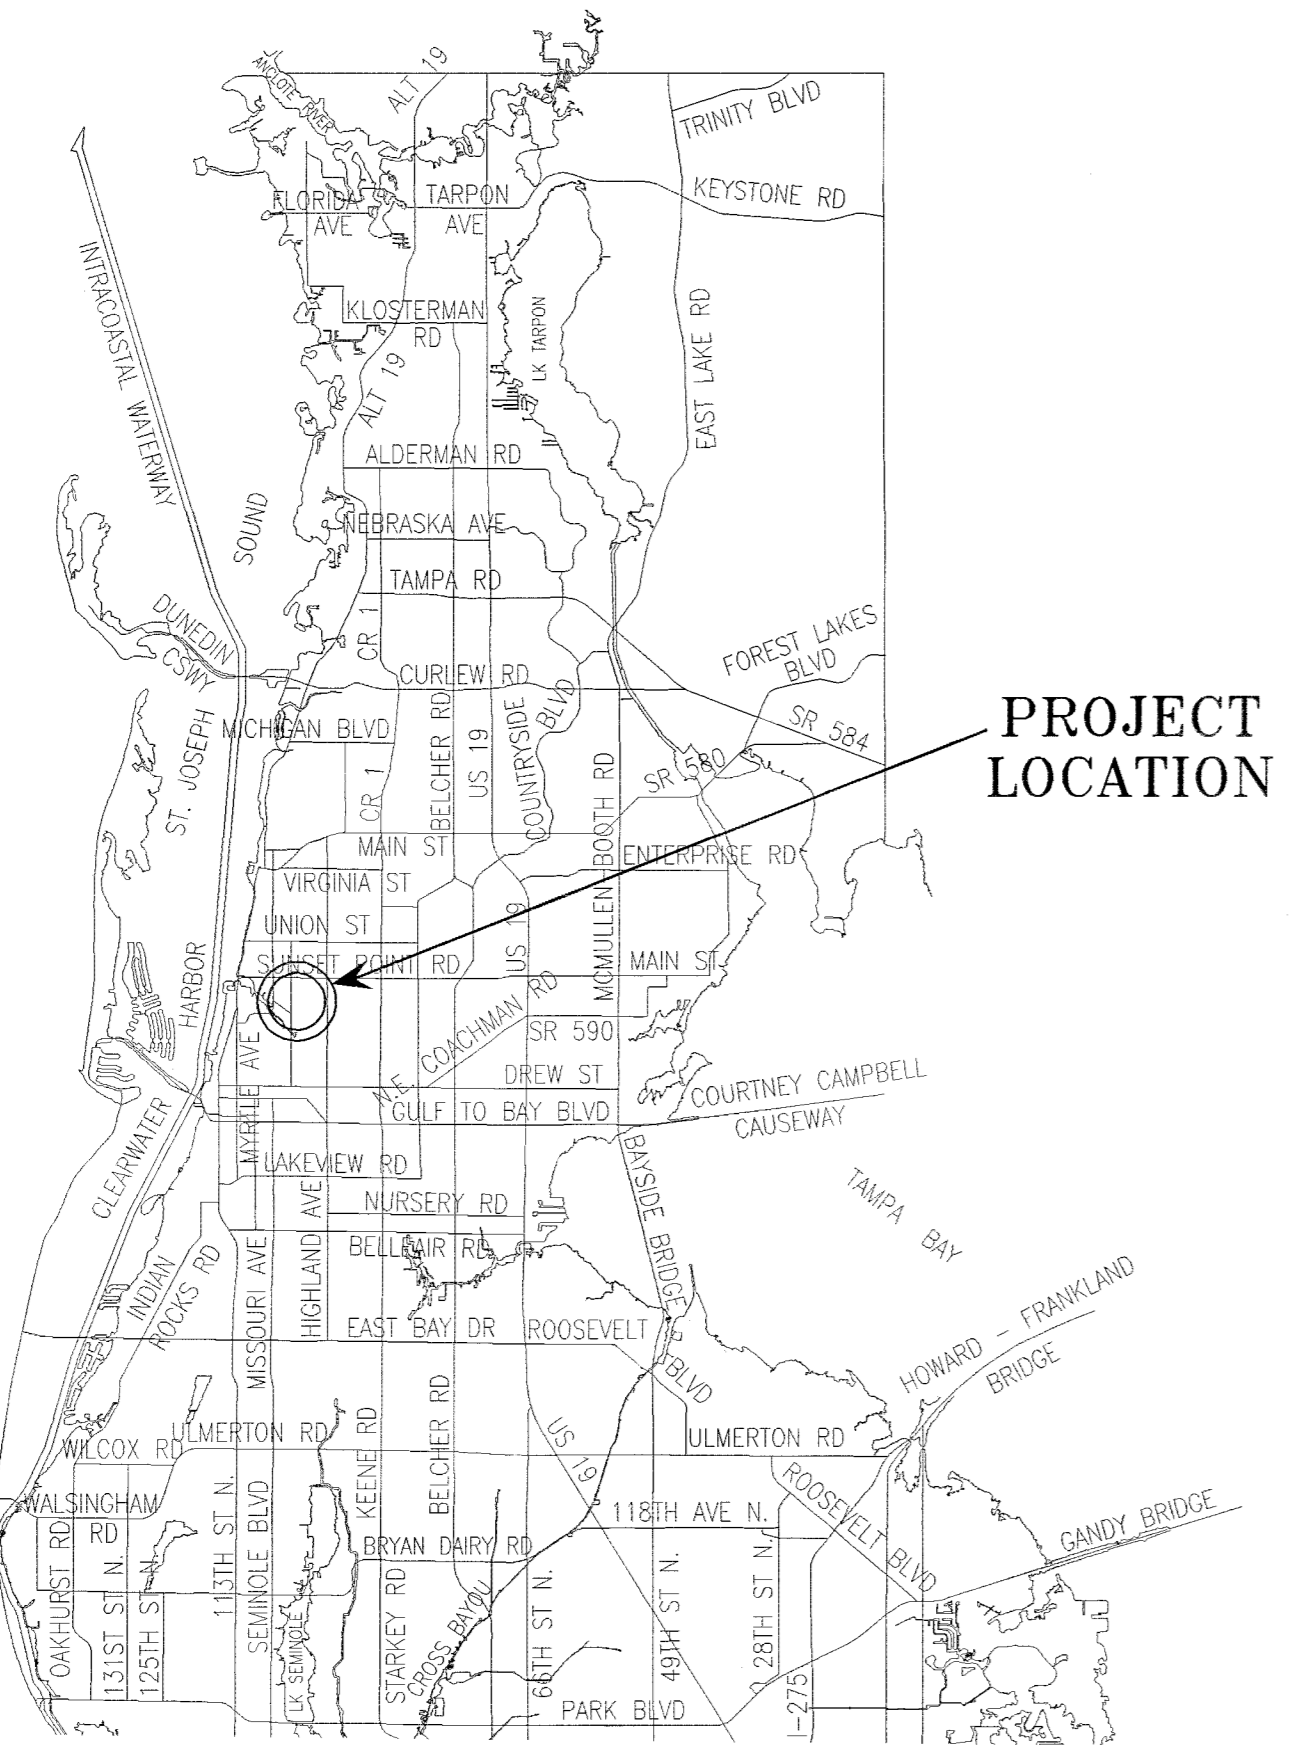 ANCLOTE RIVER
ALT 19
TRINITY BLVD
FLORIDA
AVE
TARPON
AVE
KEYSTONE RD
INTRACOASTAL WATERWAY
KLOSTERMAN
RD
LK TARPON
EAST LAKE RD
ALT 19
ALDERMAN RD
SOUND
NEBRASKA AVE
TAMPA RD
DUNEDIN
CSWY
CR 1
FOREST LAKES
BLVD
CURLEW RD
ST. JOSEPH
MICHIGAN BLVD
BELCHER RD
US 19
COUNTRYSIDE
BLVD
SR 584
PROJECT
LOCATION
CR 1
SR 580
MCMULLEN BOOTH RD
MAIN ST
ENTERPRISE RD
VIRGINIA ST
UNION ST
US 19
HARBOR
SUNSET POINT RD
MAIN ST
N.E. COACHMAN RD
SR 590
MYRTLE AVE
DREW ST
COURTNEY CAMPBELL
CAUSEWAY
GULF TO BAY BLVD
CLEARWATER
LAKEVIEW RD
BAYSIDE BRIDGE
TAMPA BAY
NURSERY RD
HIGHLAND AVE
BELLEAIR RD
INDIAN
ROCKS RD
MISSOURI AVE
EAST BAY DR
ROOSEVELT
BLVD
HOWARD - FRANKLAND
BRIDGE
ULMERTON RD
WILCOX RD
KEENE RD
BELCHER RD
US 19
ULMERTON RD
WALSINGHAM
RD
113TH ST N.
SEMINOLE BLVD
118TH AVE N.
ROOSEVELT BLVD
GANDY BRIDGE
BRYAN DAIRY RD
OAKHURST RD
131ST ST N.
125TH ST N.
LK SEMINOLE
STARKEY RD
CROSS BAYOU
66TH ST N.
49TH ST N.
28TH ST N.
I-275
PARK BLVD